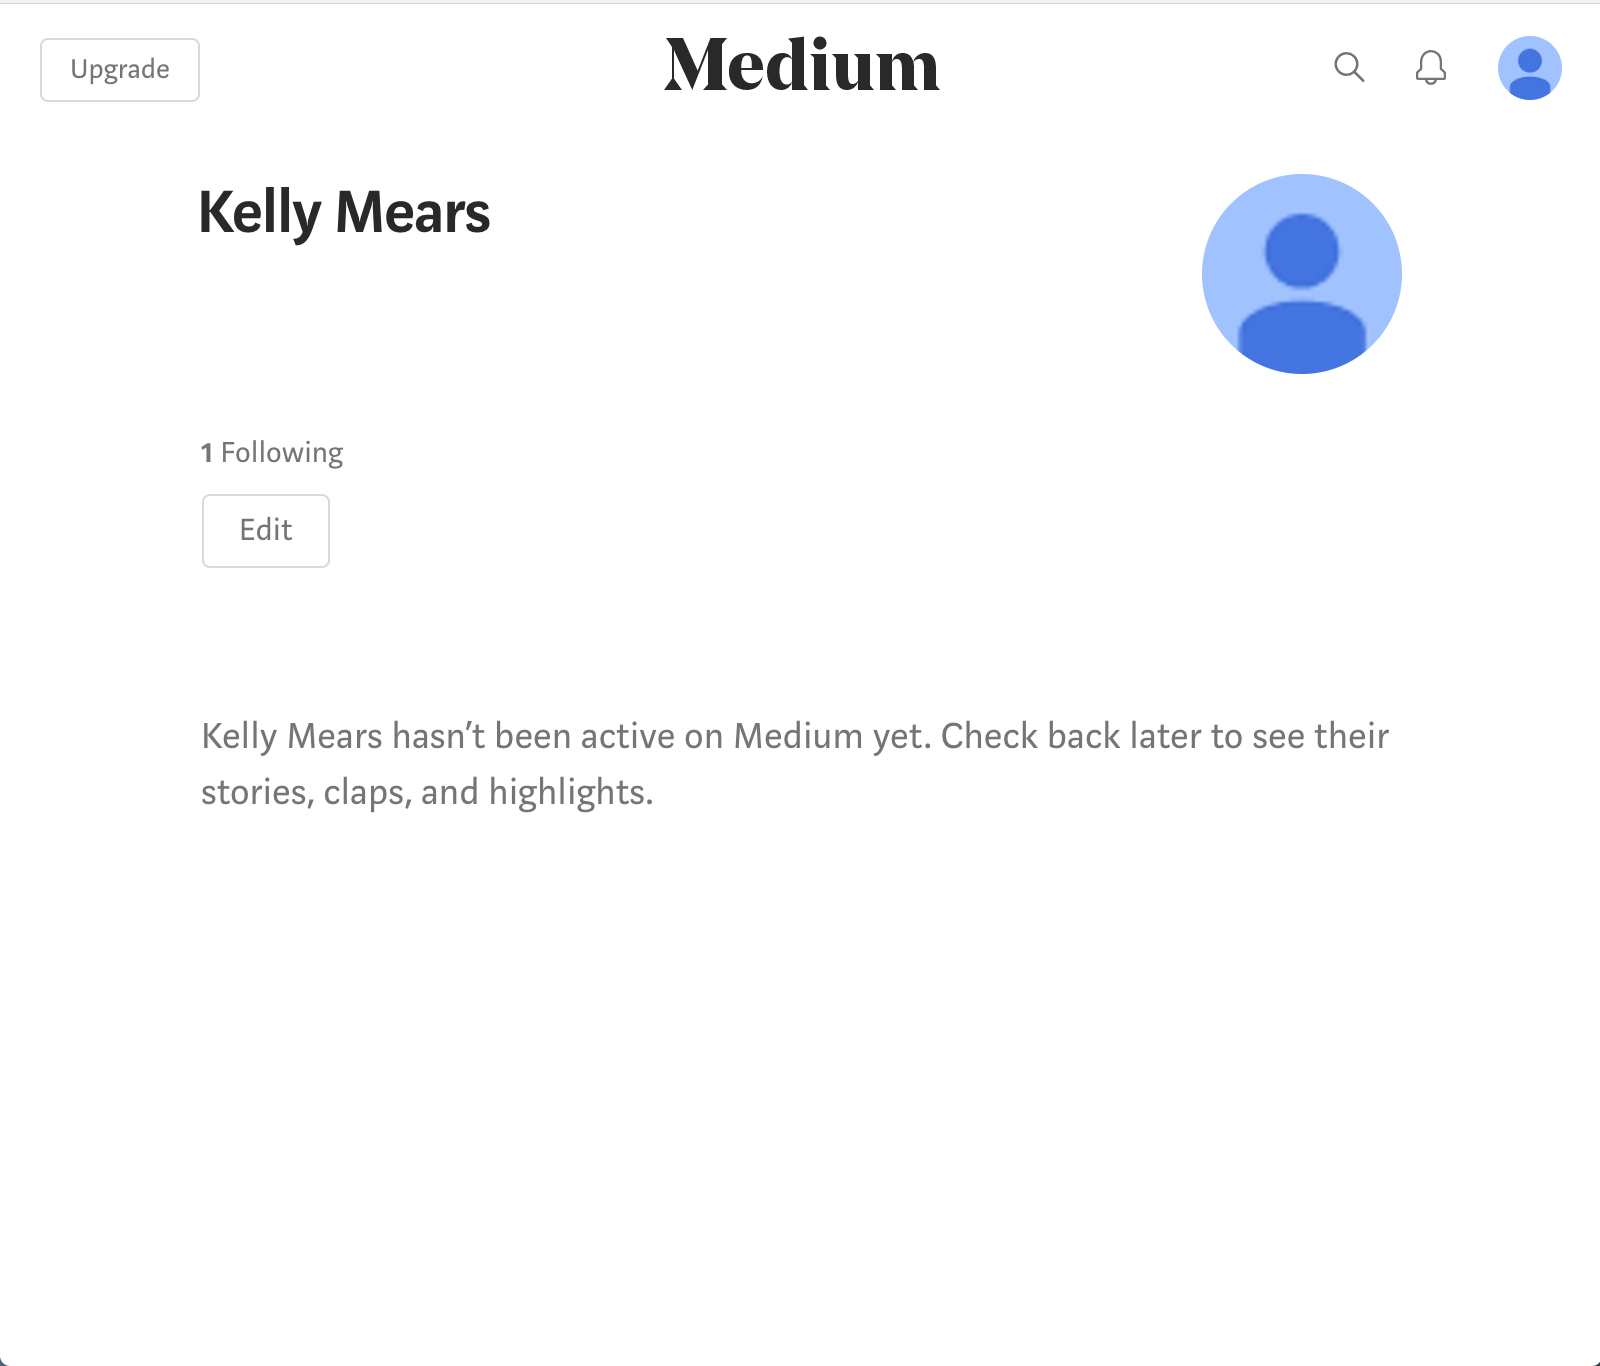 Upgrade
Medium
Kelly Mears
1 Following
Edit
Kelly Mears hasn’t been active on Medium yet. Check back later to see their
stories, claps, and highlights.